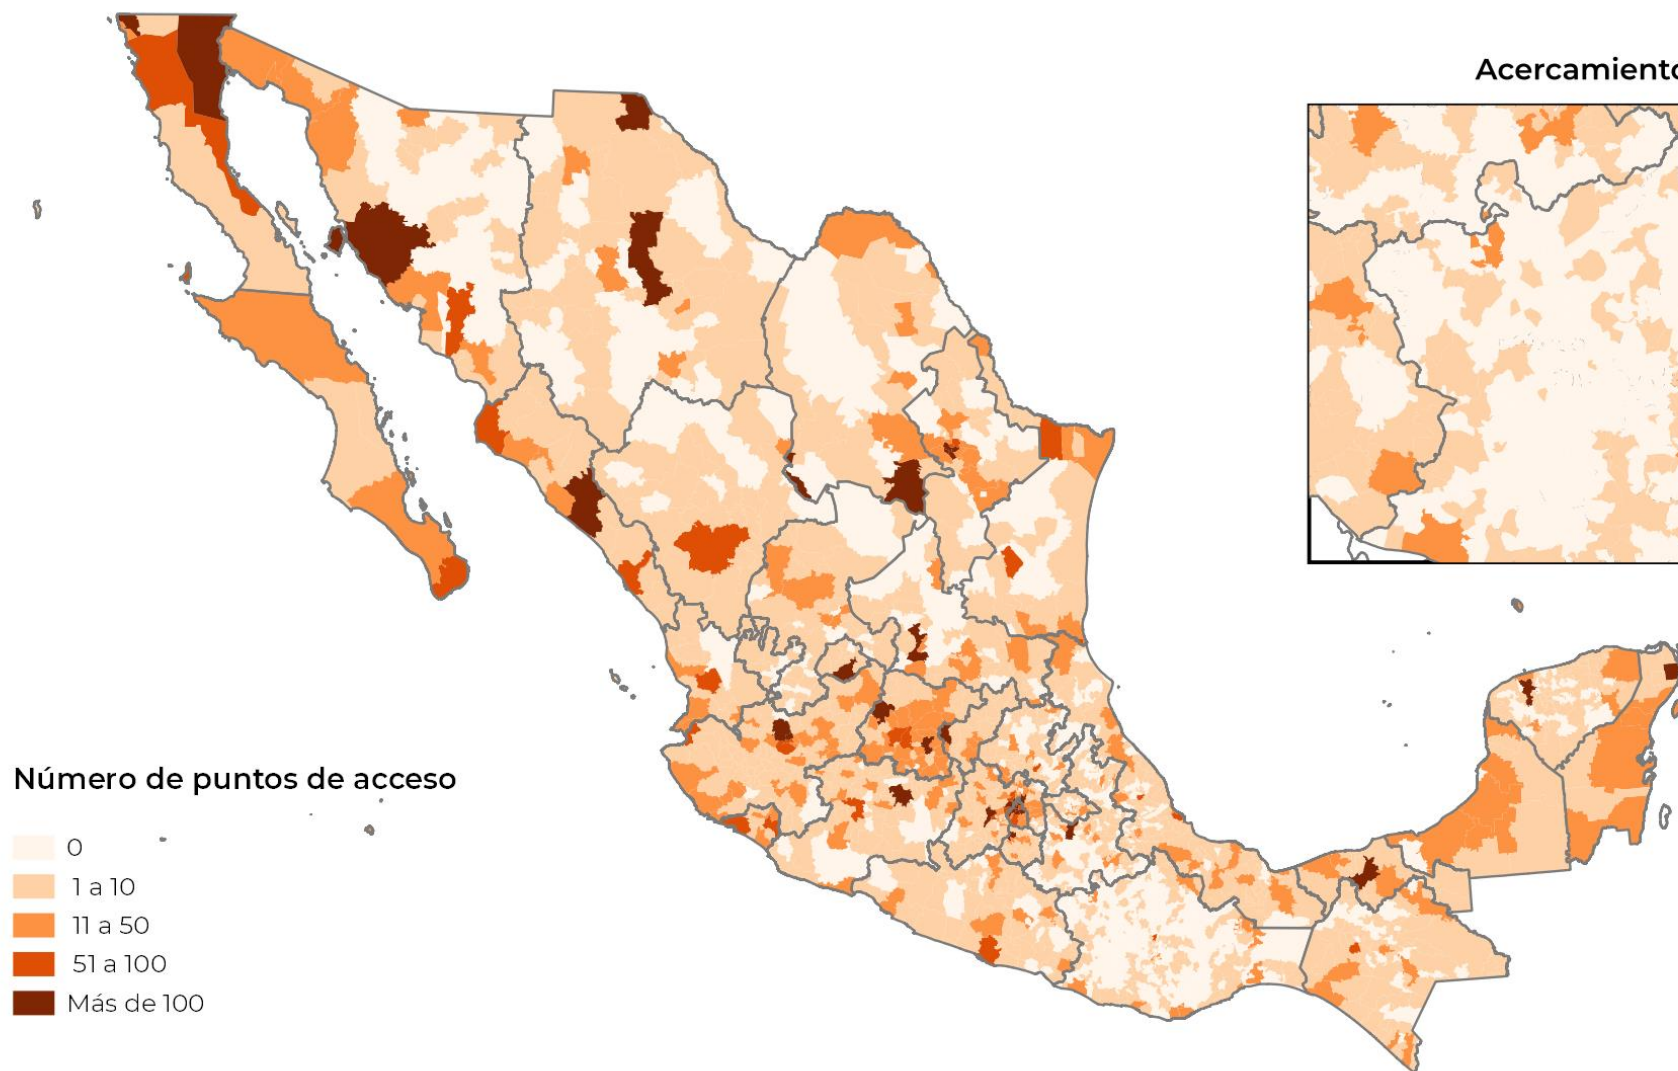 Acercamiento
Número de puntos de acceso
0
1 a 10
11 a 50
51 a 100
Más de 100